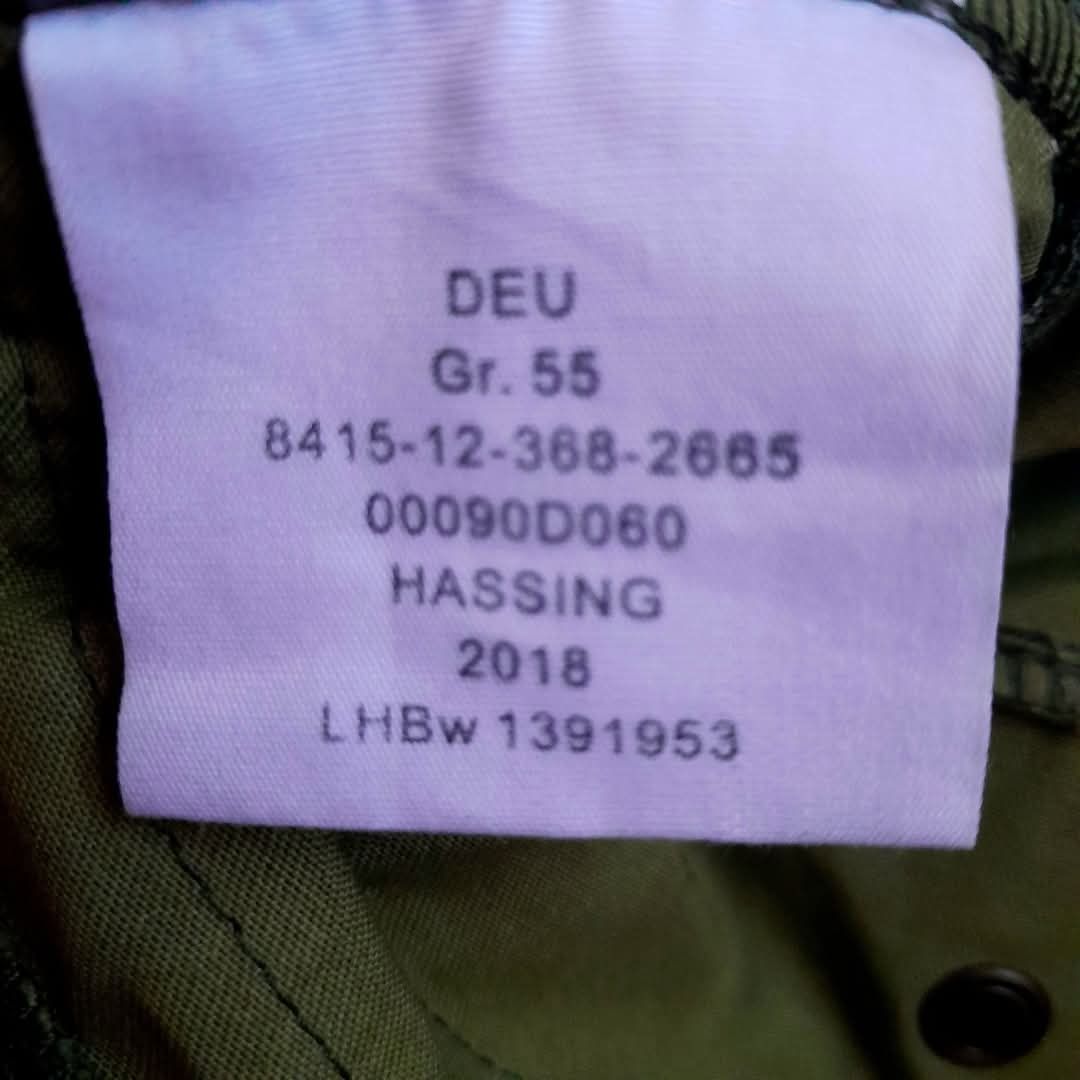 DEU
Gr. 55
8415-12-368-2665
00090D060
HASSING
2018
LHBw 1391953